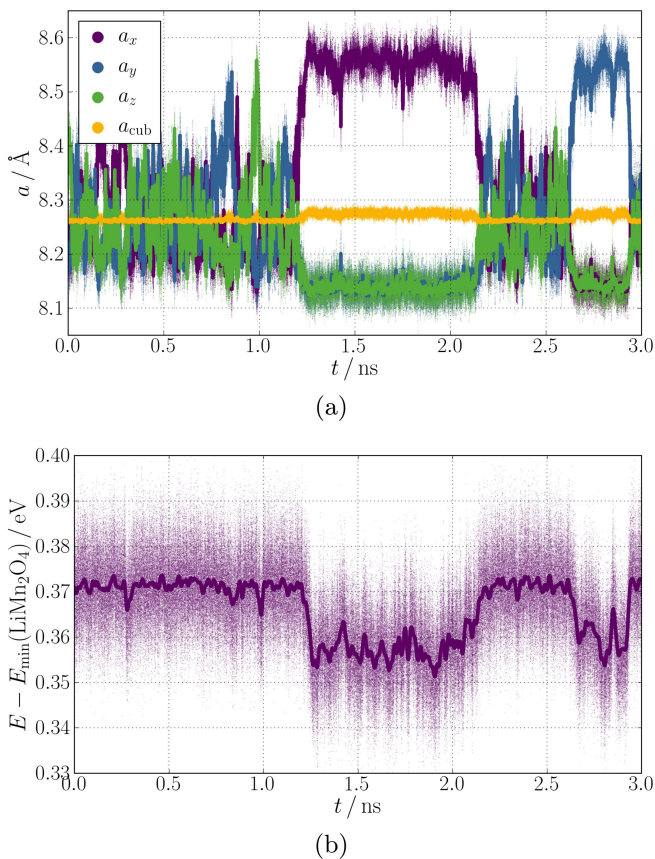 8.6
8.5
8.4
8.3
8.2
8.1
a / Å
a_x
a_y
a_z
a_cub
0.0 0.5 1.0 1.5 2.0 2.5 3.0
t / ns
(a)
0.40
0.39
0.38
0.37
0.36
0.35
0.34
0.33
E − E_min(LiMn₂O₄) / eV
0.0 0.5 1.0 1.5 2.0 2.5 3.0
t / ns
(b)